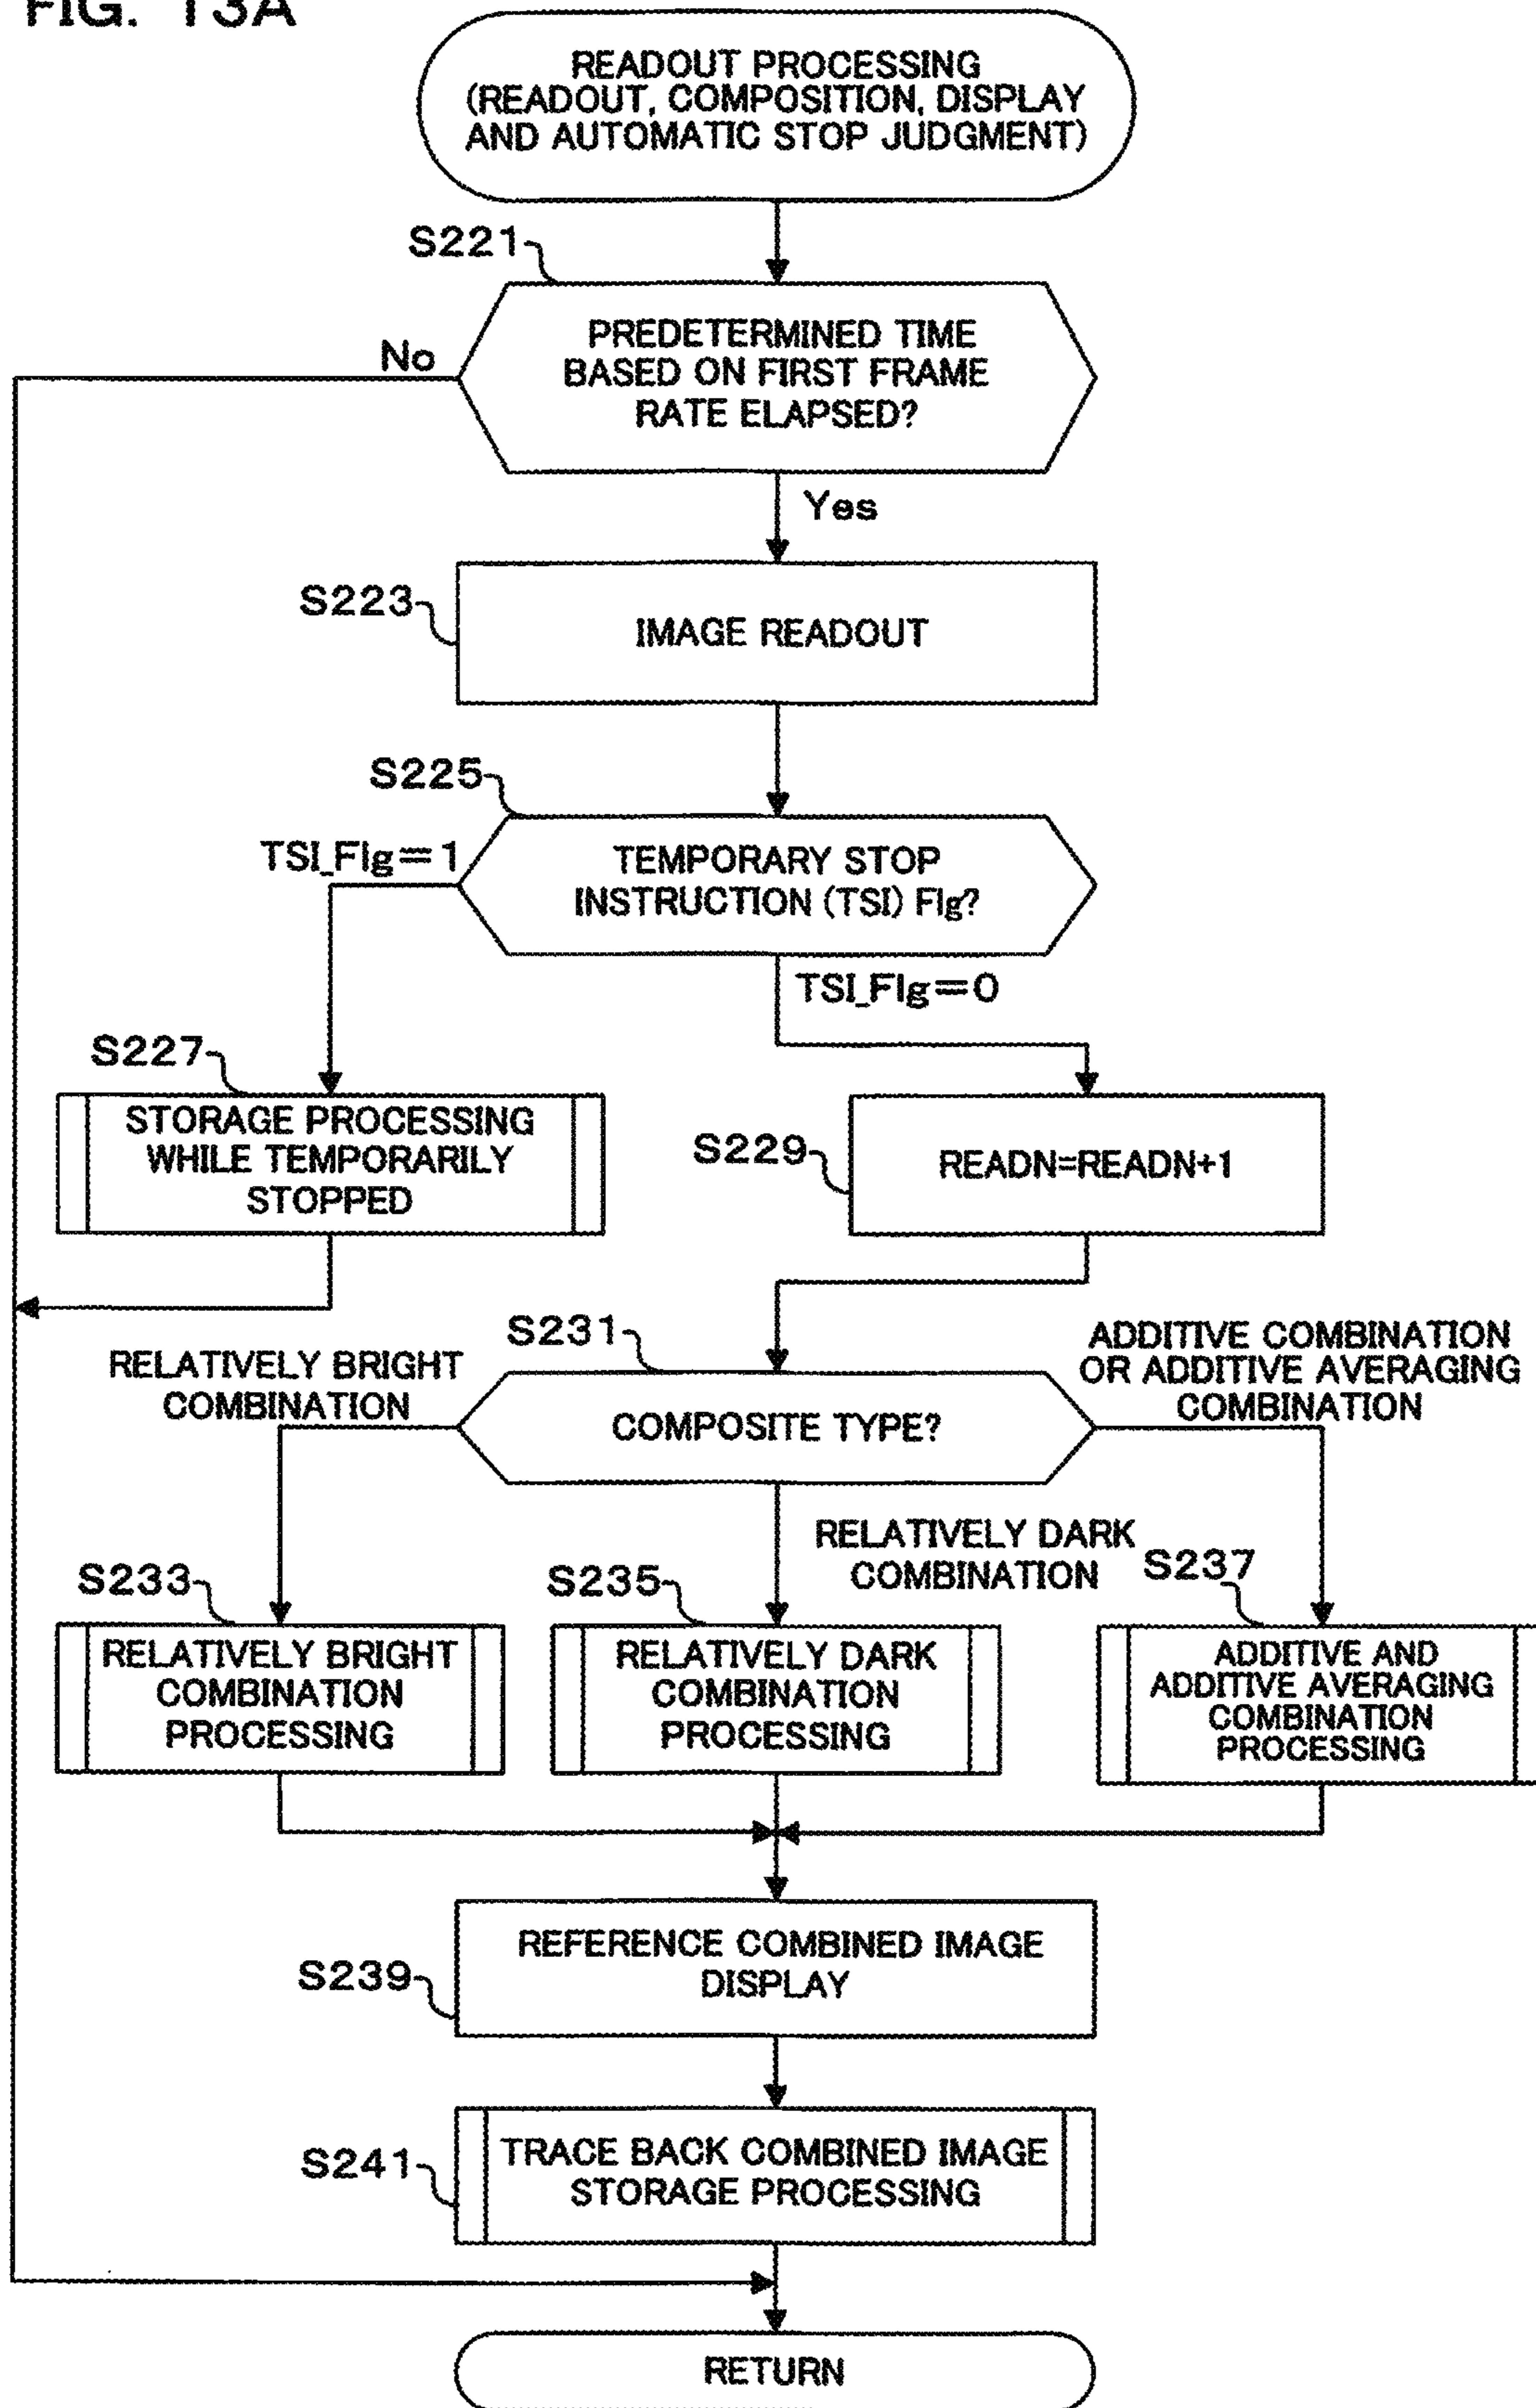 FIG. 13A
READOUT PROCESSING
(READOUT, COMPOSITION, DISPLAY
AND AUTOMATIC STOP JUDGMENT)
S221
No
PREDETERMINED TIME
BASED ON FIRST FRAME
RATE ELAPSED?
Yes
S223
IMAGE READOUT
S225
TSI_Flg=1
TEMPORARY STOP
INSTRUCTION (TSI) Flg?
TSI_Flg=0
S227
STORAGE PROCESSING
WHILE TEMPORARILY
STOPPED
S229
READN=READN+1
S231
RELATIVELY BRIGHT
COMBINATION
COMPOSITE TYPE?
ADDITIVE COMBINATION
OR ADDITIVE AVERAGING
COMBINATION
RELATIVELY DARK
COMBINATION
S233
RELATIVELY BRIGHT
COMBINATION
PROCESSING
S235
RELATIVELY DARK
COMBINATION
PROCESSING
S237
ADDITIVE AND
ADDITIVE AVERAGING
COMBINATION
PROCESSING
S239
REFERENCE COMBINED IMAGE
DISPLAY
S241
TRACE BACK COMBINED IMAGE
STORAGE PROCESSING
RETURN